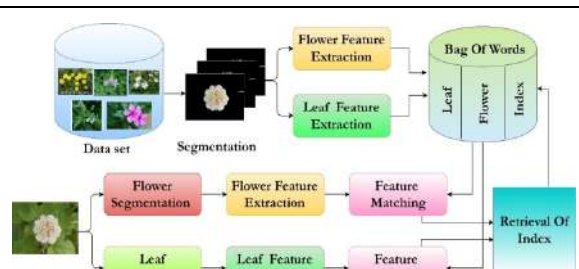 Flower Feature
Extraction
Bag Of Words
Leaf
Flower
Index
Leaf Feature
Extraction
Data set
Segmentation
Flower
Segmentation
Flower Feature
Extraction
Feature
Matching
Retrieval Of
Index
Leaf
Leaf Feature
Feature